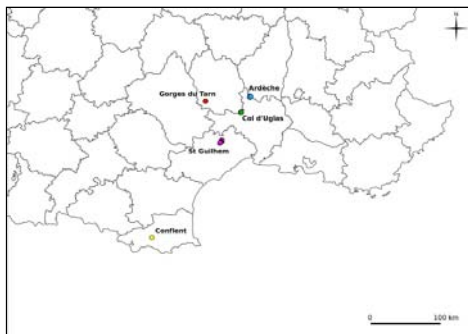 N
Ardèche
Gorges du Tarn
Col d'Uglas
St Guilhem
Conflent
0 100 km